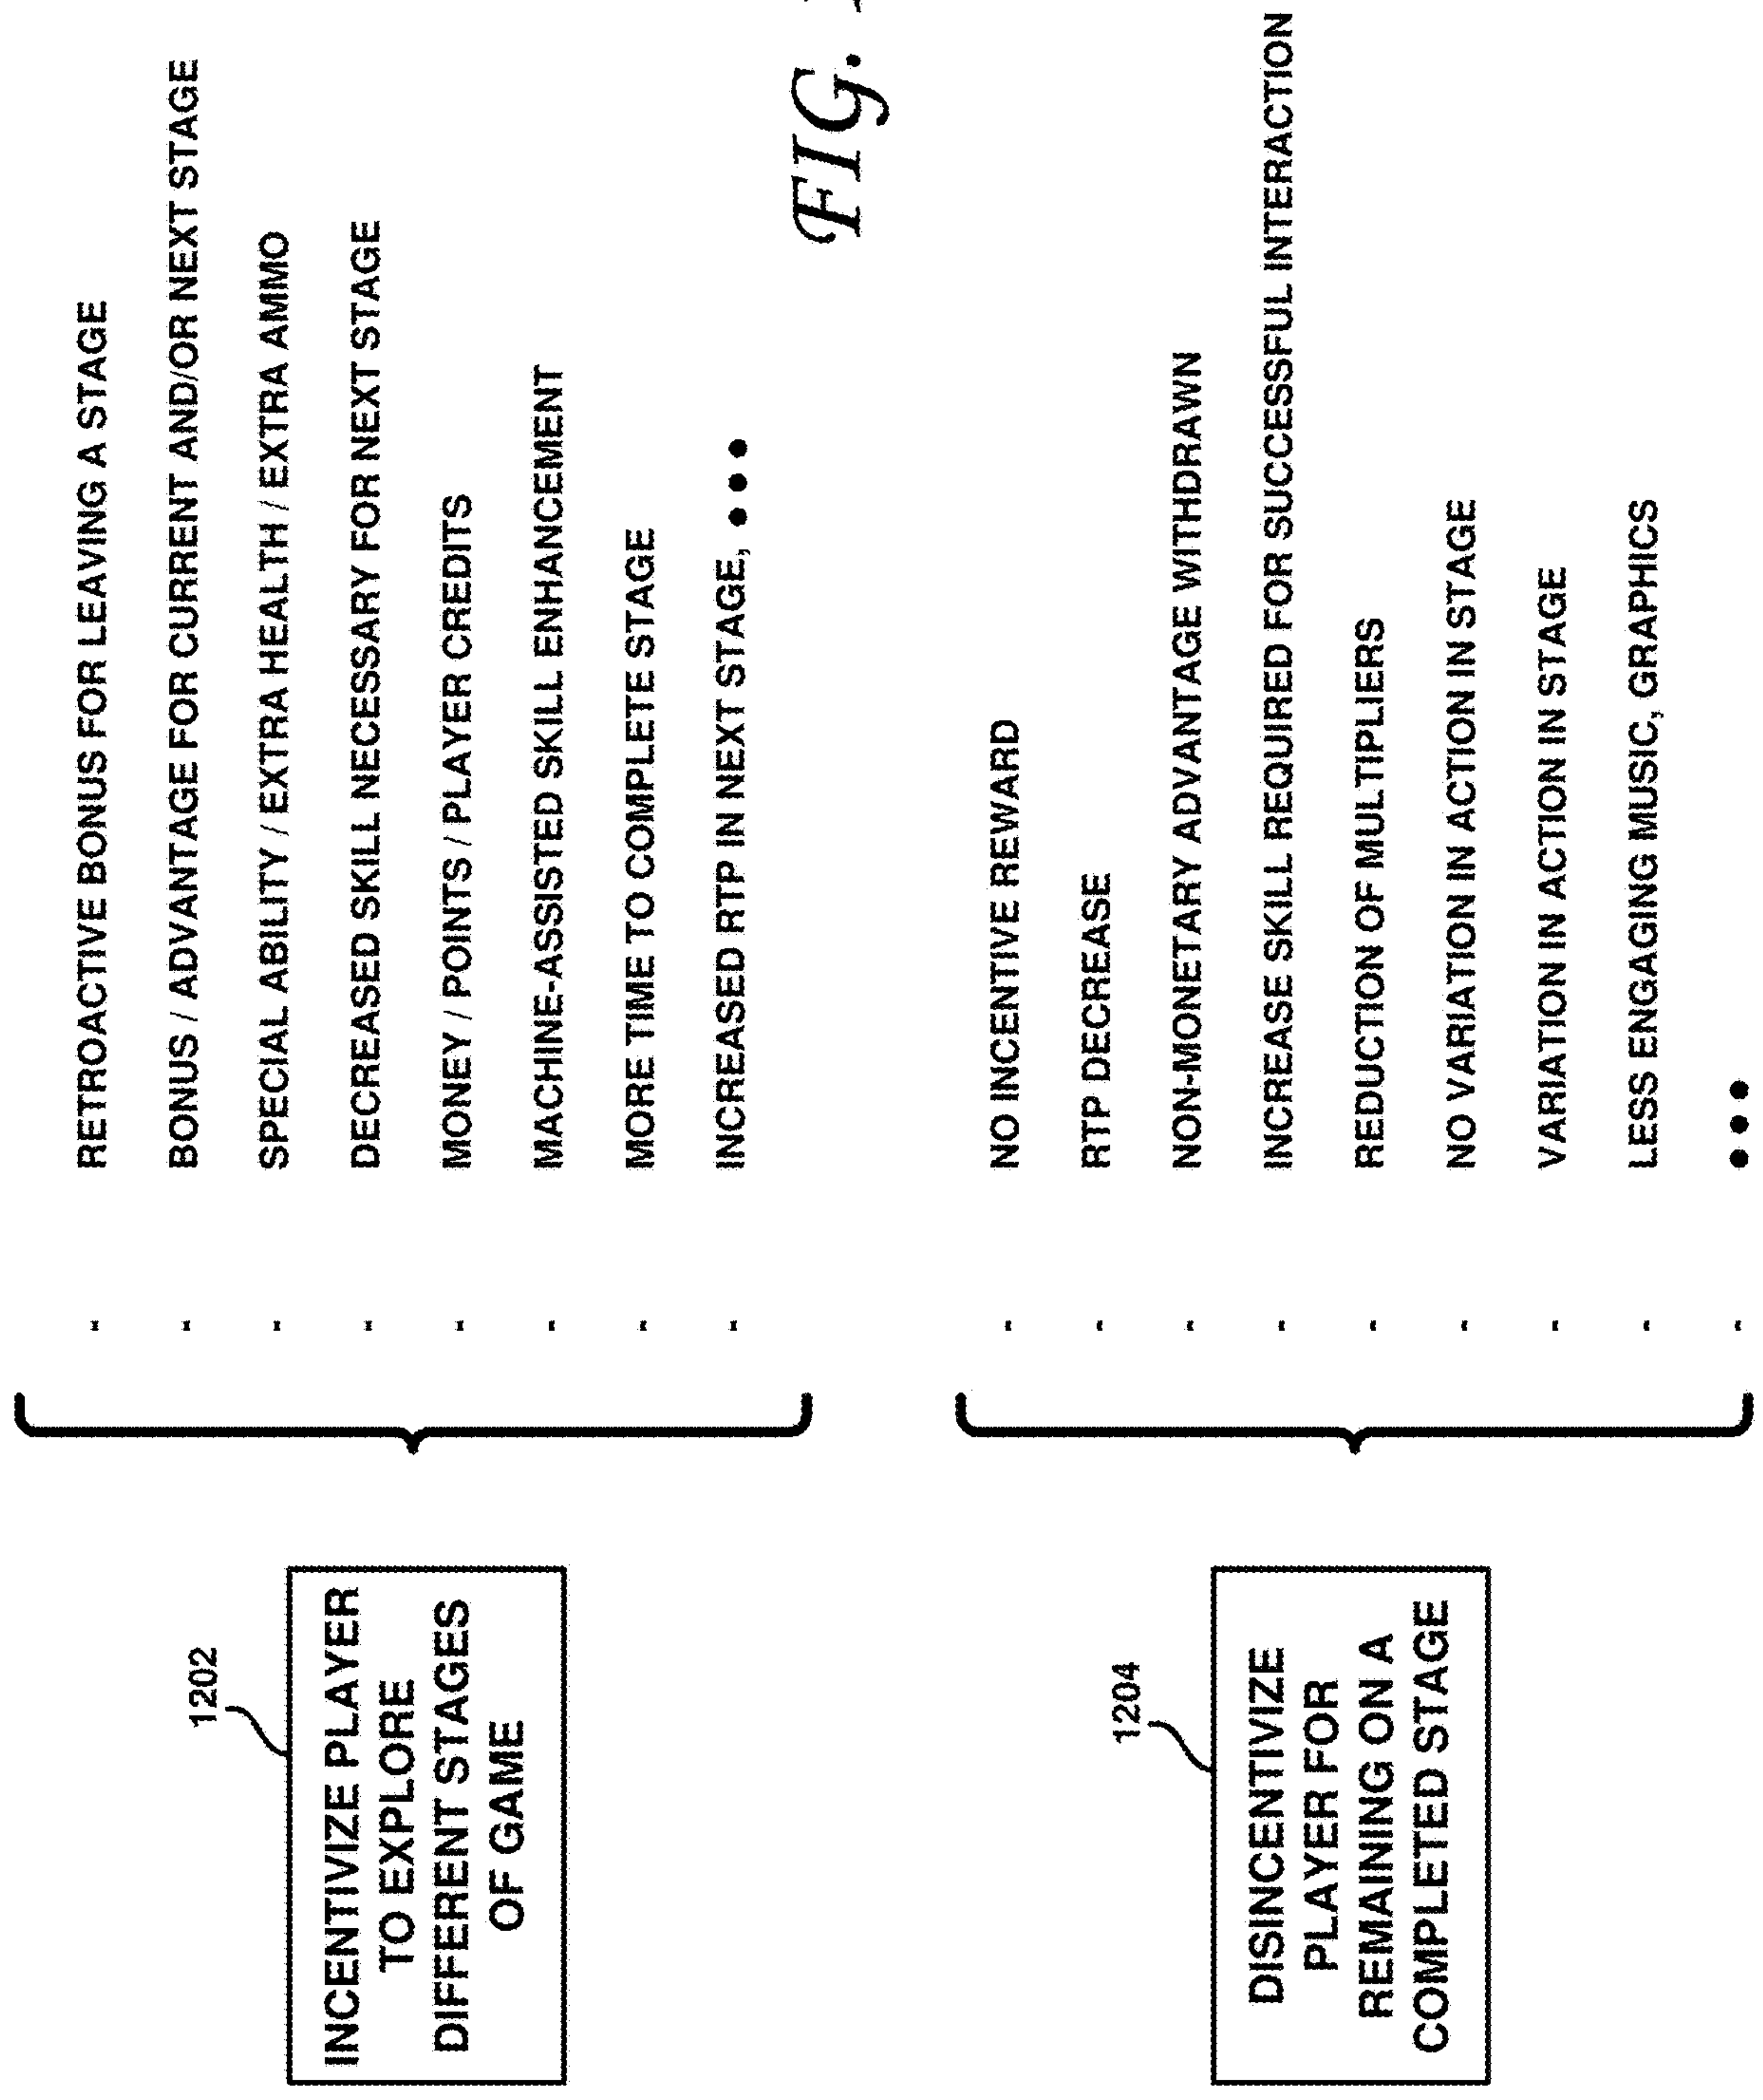 1202
INCENTIVIZE PLAYER
TO EXPLORE
DIFFERENT STAGES
OF GAME
- RETROACTIVE BONUS FOR LEAVING A STAGE
- BONUS / ADVANTAGE FOR CURRENT AND/OR NEXT STAGE
- SPECIAL ABILITY / EXTRA HEALTH / EXTRA AMMO
- DECREASED SKILL NECESSARY FOR NEXT STAGE
- MONEY / POINTS / PLAYER CREDITS
- MACHINE-ASSISTED SKILL ENHANCEMENT
- MORE TIME TO COMPLETE STAGE
- INCREASED RTP IN NEXT STAGE, •••
FIG.
1204
DISINCENTIVIZE
PLAYER FOR
REMAINING ON A
COMPLETED STAGE
- NO INCENTIVE REWARD
- RTP DECREASE
- NON-MONETARY ADVANTAGE WITHDRAWN
- INCREASE SKILL REQUIRED FOR SUCCESSFUL INTERACTION
- REDUCTION OF MULTIPLIERS
- NO VARIATION IN ACTION IN STAGE
- VARIATION IN ACTION IN STAGE
- LESS ENGAGING MUSIC, GRAPHICS
- •••